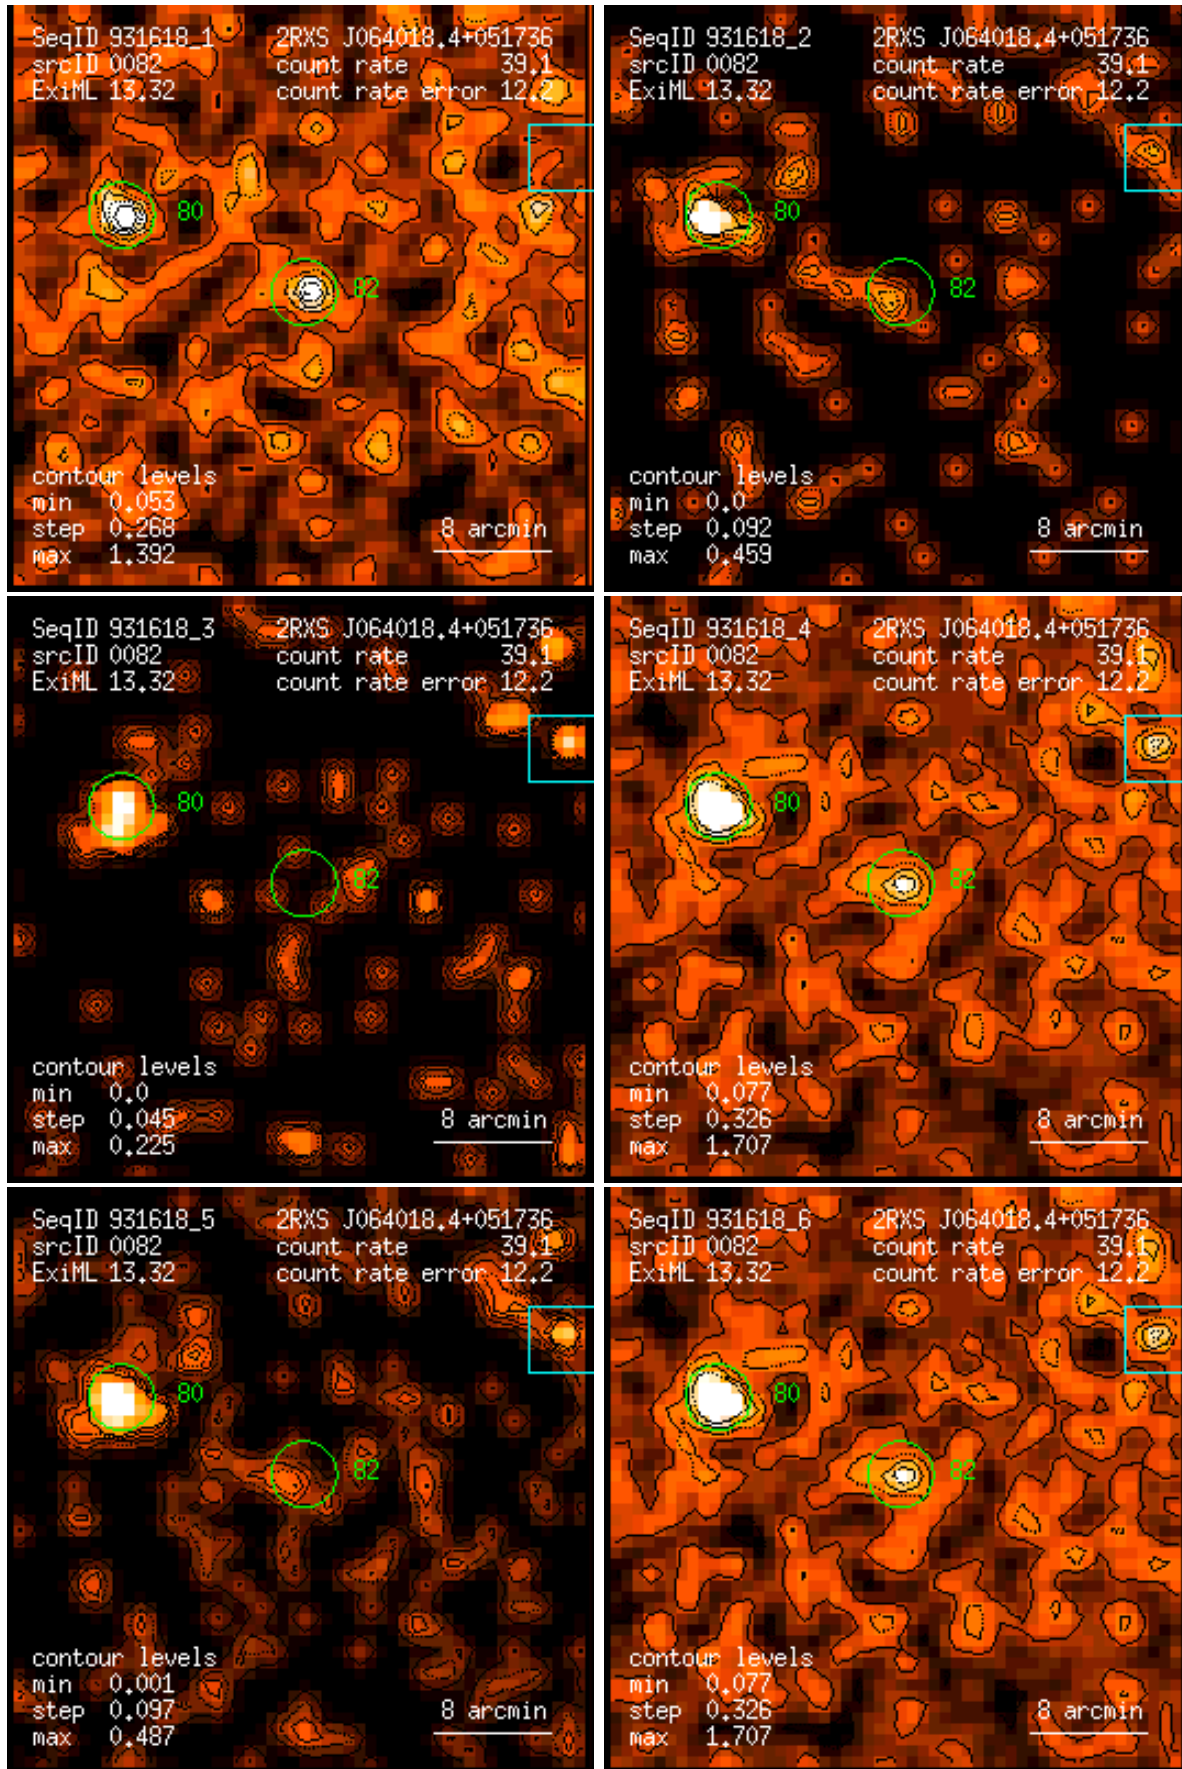 SeqID 931618_1 2RXS J064018.4+051736
srcID 0082 count rate 39.1
ExiML 13.32 count rate error 12.2
80
82
contour levels
min 0.053
step 0.268 8 arcmin
max 1.392
SeqID 931618_2 2RXS J064018.4+051736
srcID 0082 count rate 39.1
ExiML 13.32 count rate error 12.2
80
82
contour levels
min 0.0
step 0.092 8 arcmin
max 0.459
SeqID 931618_3 2RXS J064018.4+051736
srcID 0082 count rate 39.1
ExiML 13.32 count rate error 12.2
80
82
contour levels
min 0.0
step 0.045 8 arcmin
max 0.225
SeqID 931618_4 2RXS J064018.4+051736
srcID 0082 count rate 39.1
ExiML 13.32 count rate error 12.2
80
82
contour levels
min 0.077
step 0.326 8 arcmin
max 1.707
SeqID 931618_5 2RXS J064018.4+051736
srcID 0082 count rate 39.1
ExiML 13.32 count rate error 12.2
80
82
contour levels
min 0.001
step 0.097 8 arcmin
max 0.487
SeqID 931618_6 2RXS J064018.4+051736
srcID 0082 count rate 39.1
ExiML 13.32 count rate error 12.2
80
82
contour levels
min 0.077
step 0.326 8 arcmin
max 1.707